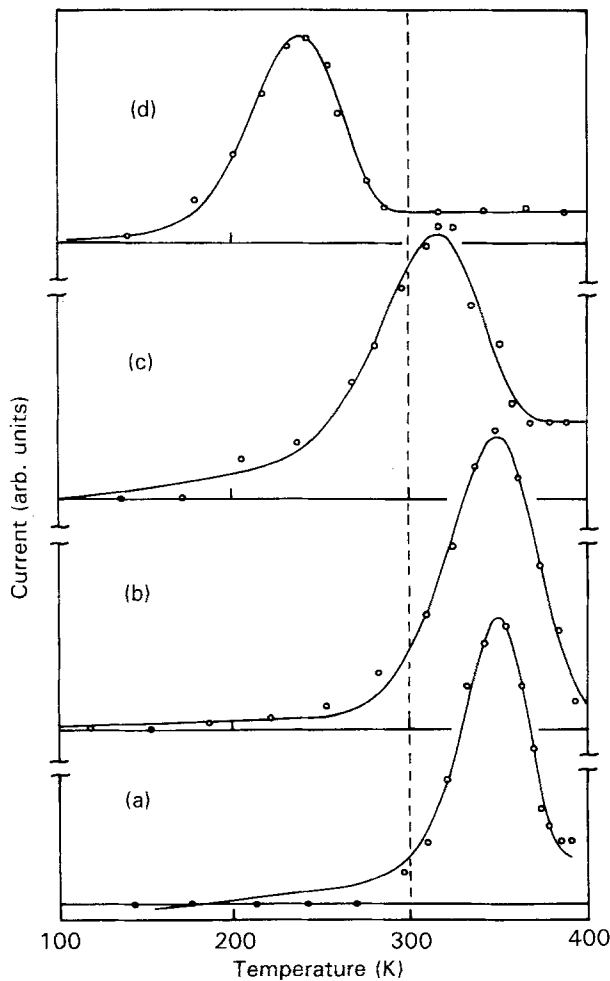 (d)
(c)
(b)
(a)
Current (arb. units)
100 200 300 400
Temperature (K)